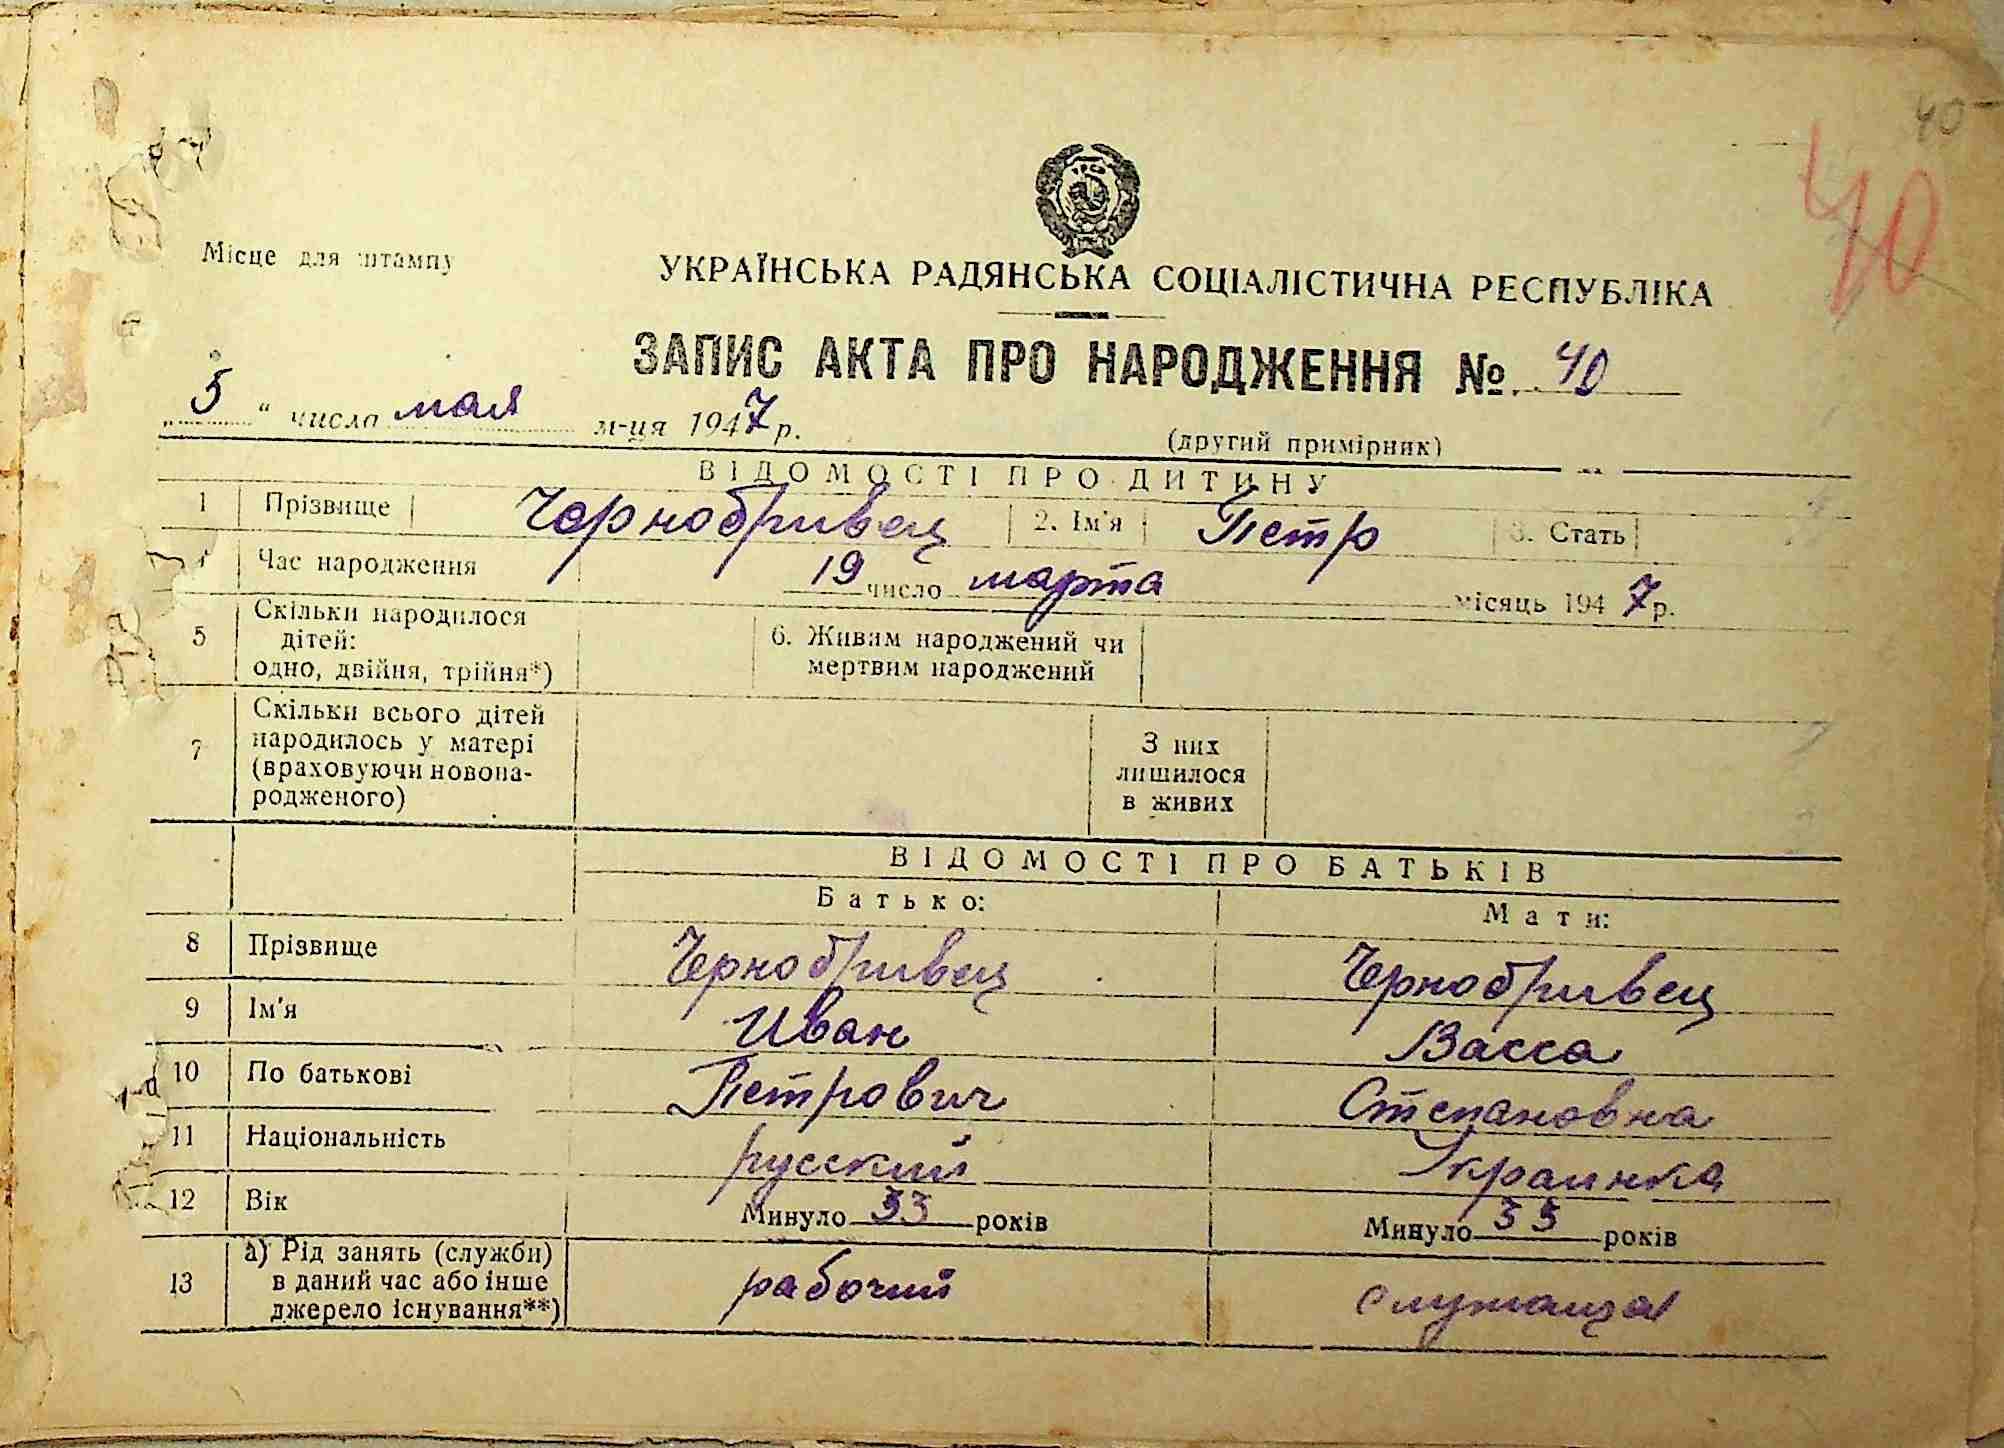 40
40
УРСР
Місце для штампу
УКРАЇНСЬКА РАДЯНСЬКА СОЦІАЛІСТИЧНА РЕСПУБЛІКА
ЗАПИС АКТА ПРО НАРОДЖЕННЯ №. 40
„ 5 “ числа мая м-ця 1947 р.
(другий примірник)
ВІДОМОСТІ ПРО ДИТИНУ
1 Прізвище Чернобривец 2. Ім'я Петр 3. Стать
4 Час народження 19 число марта місяць 1947 р.
5 Скільки народилося дітей: одно, двійня, трійня*) 6. Живим народжений чи мертвим народжений
7 Скільки всього дітей народилось у матері (враховуючи новонародженого) З них лишилося в живих
ВІДОМОСТІ ПРО БАТЬКІВ
Батько: Мати:
8 Прізвище Чернобривец Чернобривец
9 Ім'я Иван Васса
10 По батькові Петрович Степановна
11 Національність русский Украинка
12 Вік Минуло 33 років Минуло 35 років
13 а) Рід занять (служби) в даний час або інше джерело існування**) рабочий служащая